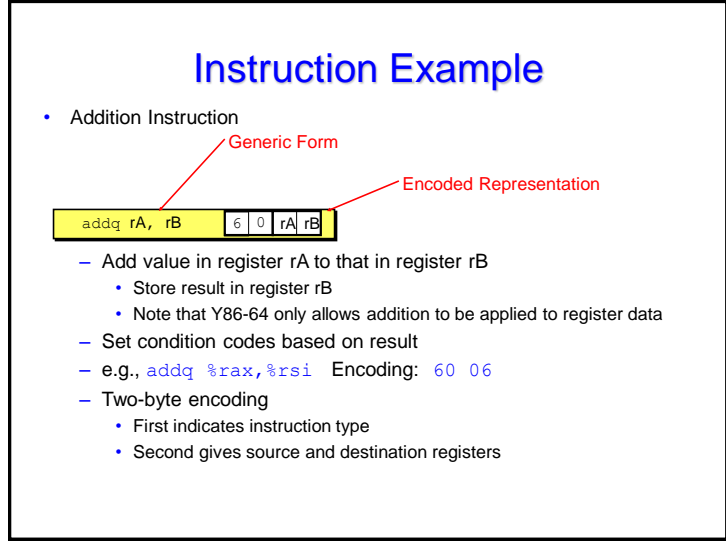 Instruction Example
• Addition Instruction
Generic Form
Encoded Representation
addq rA, rB 6 0 rA rB
– Add value in register rA to that in register rB
• Store result in register rB
• Note that Y86-64 only allows addition to be applied to register data
– Set condition codes based on result
– e.g., addq %rax,%rsi Encoding: 60 06
– Two-byte encoding
• First indicates instruction type
• Second gives source and destination registers